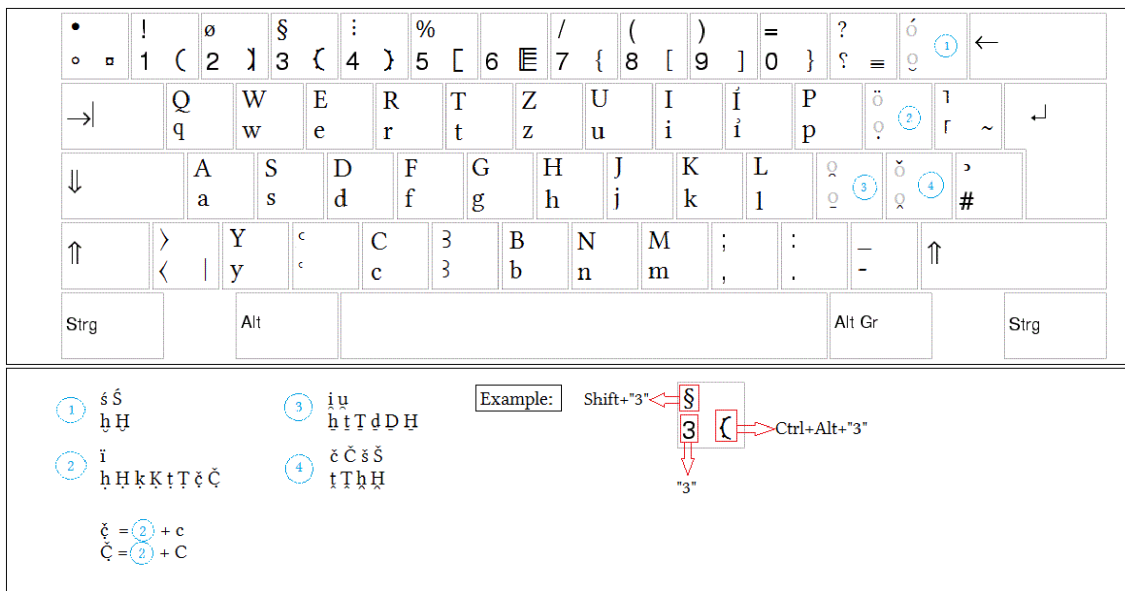 • ! ø § ⋮ % / ( ) = ? ó
∘ ¤ 1 ( 2 3 { 4 } 5 [ 6 7 { 8 [ 9 ] 0 } ⸮ ≡ o̮ 1 ←
→| Q W E R T Z U I Í P ö ˥ ↵
q w e r t z u i ỉ p ọ 2 ~
⇓ A S D F G H J K L o̯ ǒ ʾ
a s d f g h j k l o̱ 3 4 #
⇑ 〉 Y ʿ C Ȝ B N M ; : _ ⇑
〈 | y ʿ c ȝ b n m , . -
Strg Alt Alt Gr Strg
1 ś Ś
ḫ Ḫ
2 ï
ḥ Ḥ ḳ Ḳ ṭ Ṭ č̣ Č̣
3 i̯ u̯
ẖ ṯ Ṯ ḏ Ḏ H̱
4 č Č š Š
ṱ Ṱ h̭ H̭
č̣ = 2 + c
Č̣ = 2 + C
Example: Shift+"3" § 3 { Ctrl+Alt+"3"
"3"